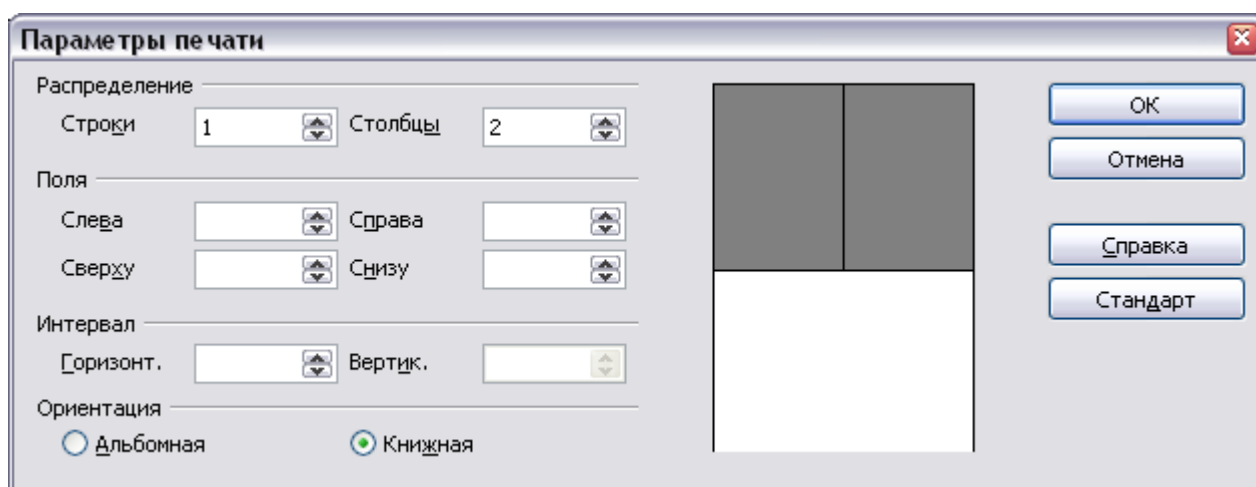 Параметры печати
Распределение
Строки 1 Столбцы 2
Поля
Слева Справа
Сверху Снизу
Интервал
Горизонт. Вертик.
Ориентация
Альбомная Книжная
ОК
Отмена
Справка
Стандарт